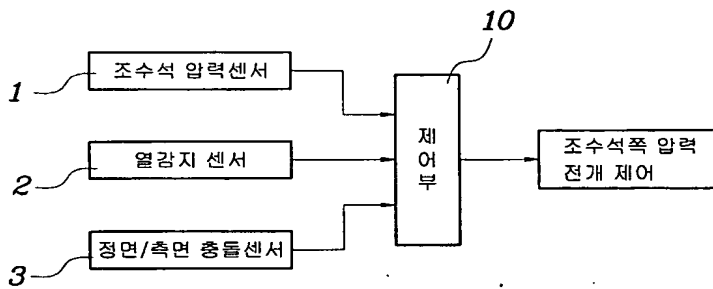 10
1
조수석 압력센서
2
열감지 센서
3
정면/측면 충돌센서
제어부
조수석쪽 압력
전개 제어